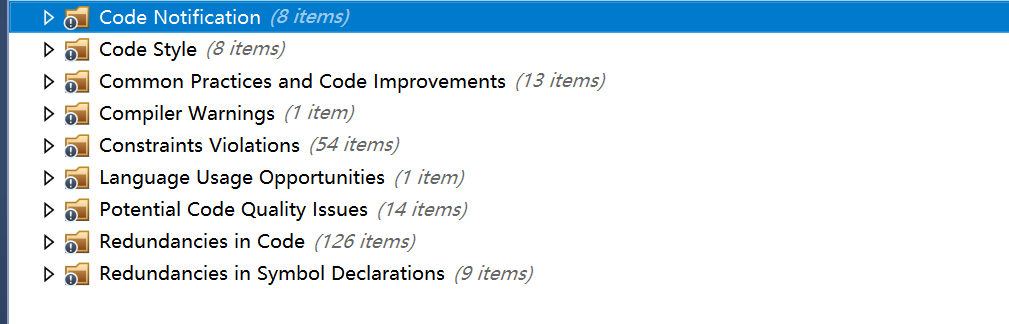 Code Notification (8 items)
Code Style (8 items)
Common Practices and Code Improvements (13 items)
Compiler Warnings (1 item)
Constraints Violations (54 items)
Language Usage Opportunities (1 item)
Potential Code Quality Issues (14 items)
Redundancies in Code (126 items)
Redundancies in Symbol Declarations (9 items)